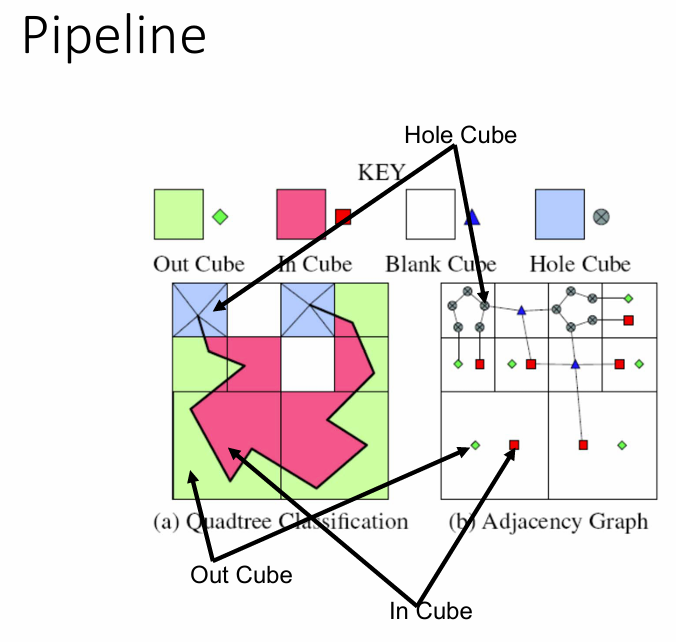 Pipeline
Hole Cube
KEY
Out Cube
In Cube
Blank Cube
Hole Cube
(a) Quadtree Classification
(b) Adjacency Graph
Out Cube
In Cube